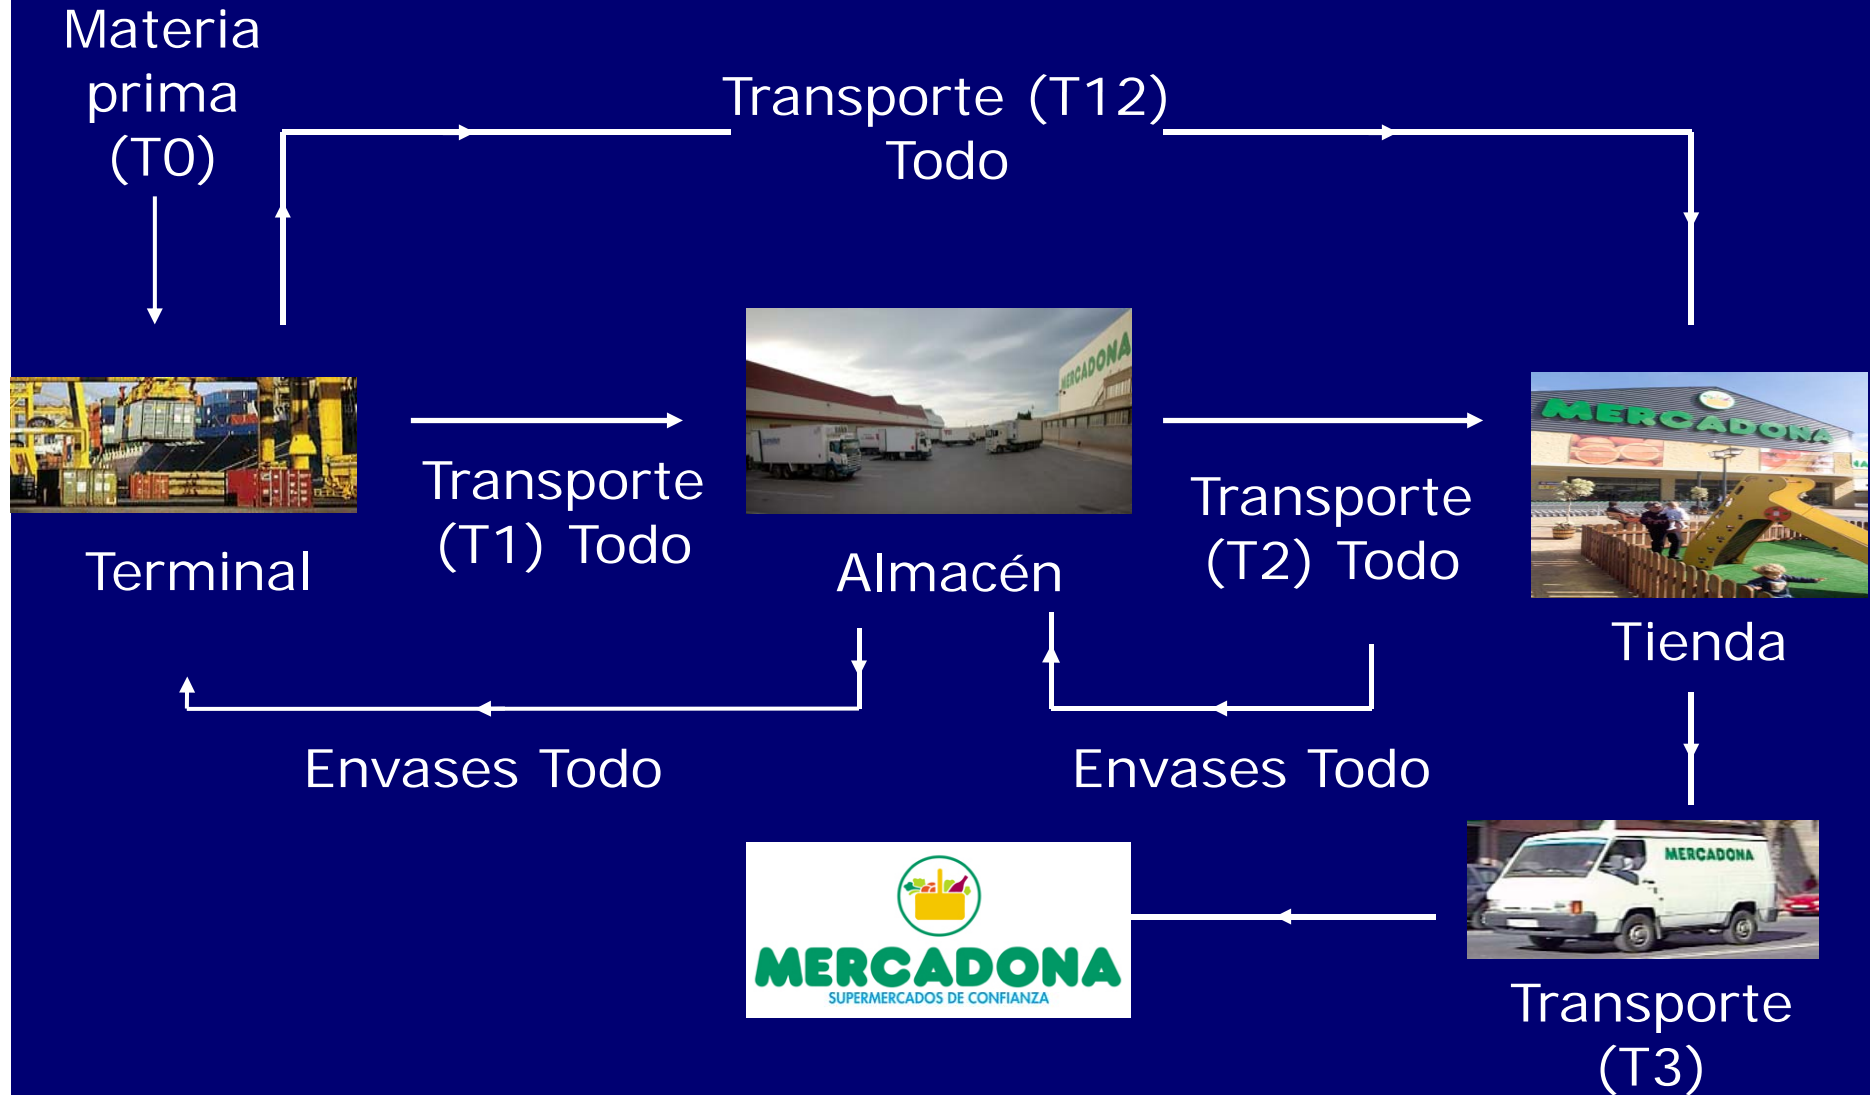 Materia
prima
(T0)
Transporte (T12)
Todo
MERCADONA
MERCADONA
Transporte
(T1) Todo
Transporte
(T2) Todo
Terminal
Almacén
Tienda
Envases Todo
Envases Todo
MERCADONA
MERCADONA
SUPERMERCADOS DE CONFIANZA
Transporte
(T3)